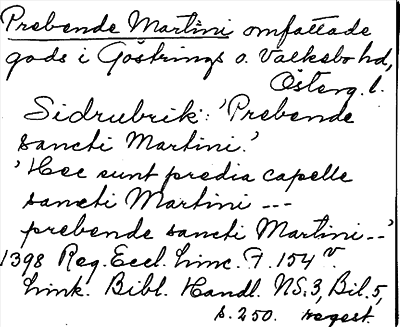 Prebende Martini omfattade
gods i Göstrings o. Valkebo hd,
Österg. l.
Sidrubrik: 'Prebende
sancti Martini.'
'Hec sunt predia capelle
sancti Martini ---
prebende sancti Martini--'
1398 Reg. Eccl. Linc. F. 154 v.
Link. Bibl. Handl. NS.3, Bil.5,
s. 250. regest.